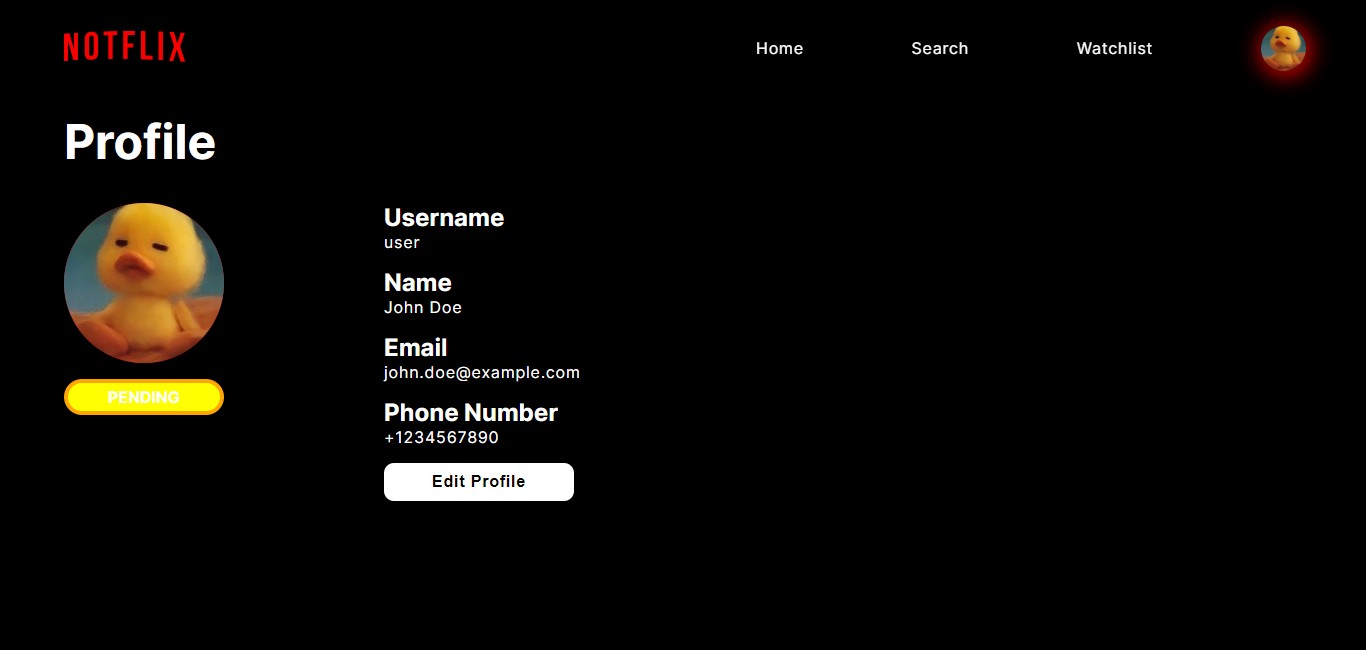 NOTFLIX
Home Search Watchlist
Profile
PENDING
Username
user
Name
John Doe
Email
john.doe@example.com
Phone Number
+1234567890
Edit Profile